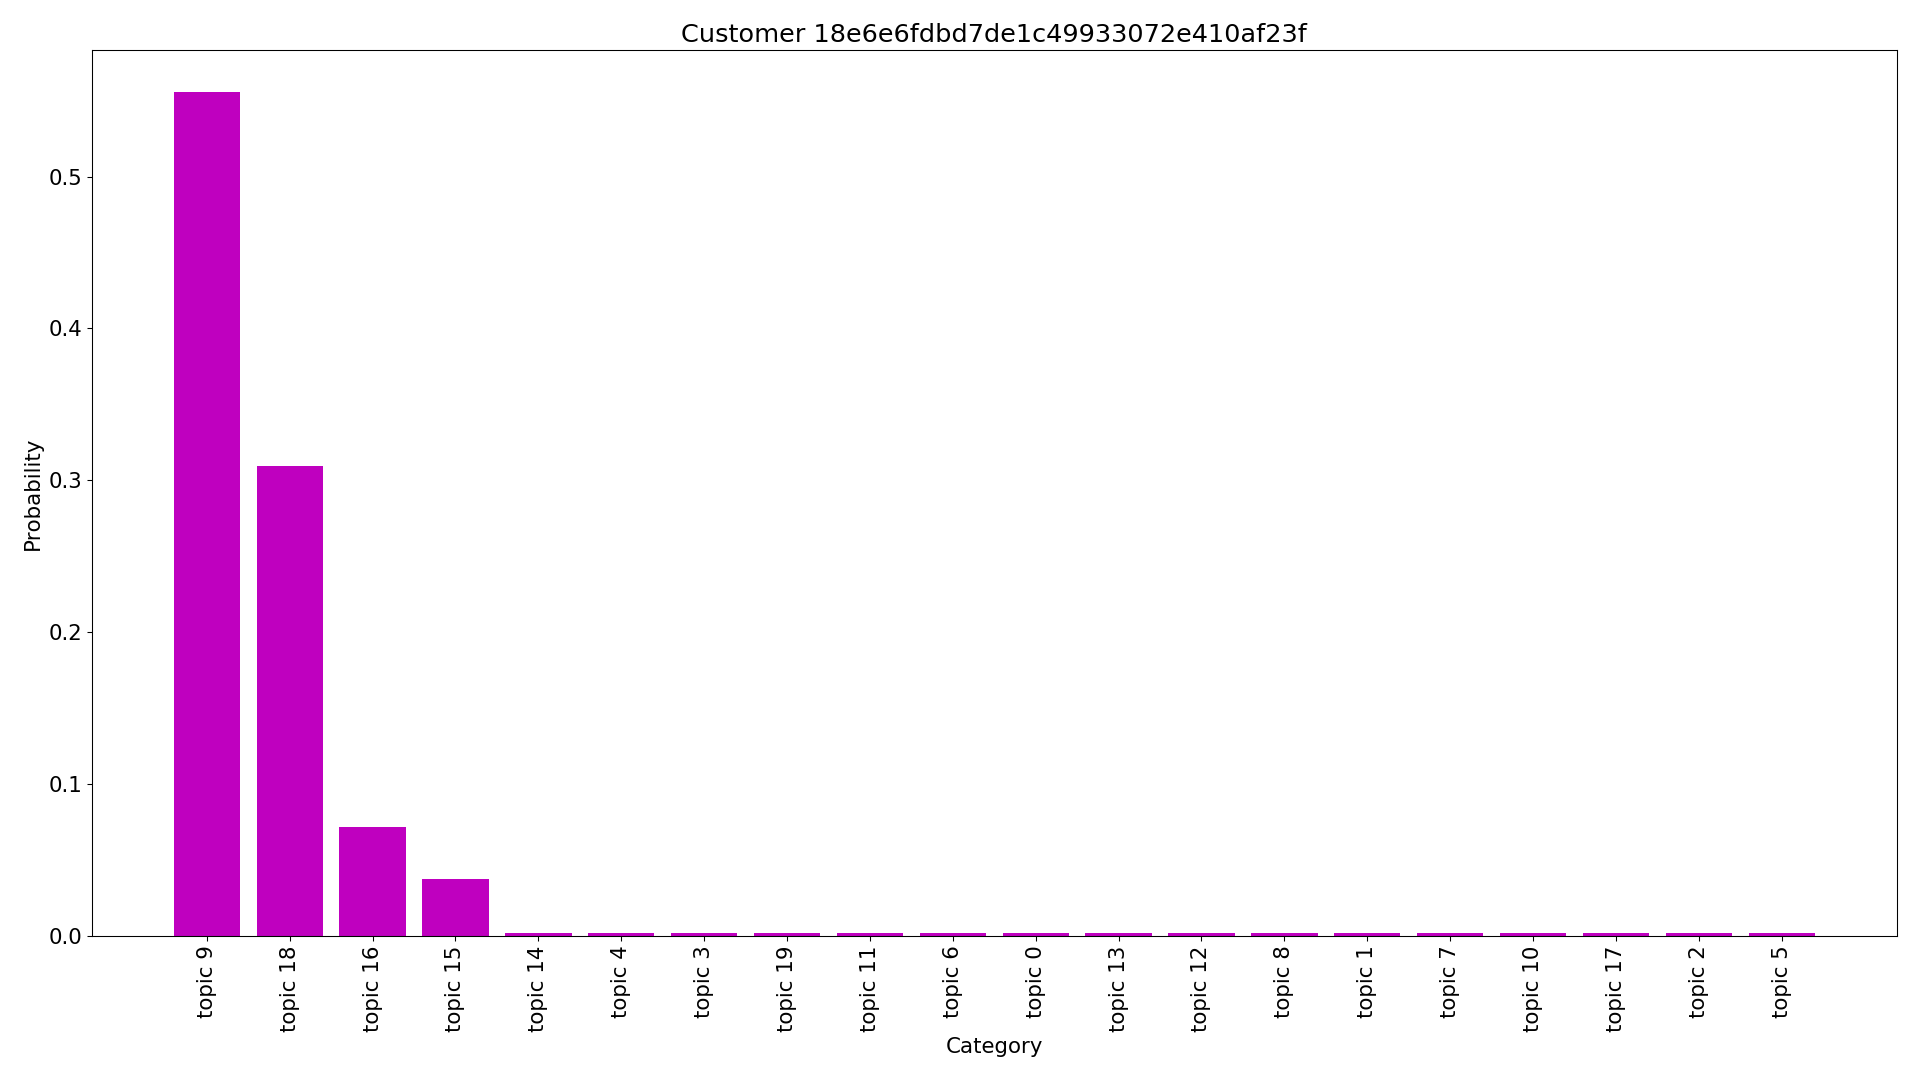 Customer 18e6e6fdbd7de1c49933072e410af23f
Probability
0.5
0.4
0.3
0.2
0.1
0.0
topic 9
topic 18
topic 16
topic 15
topic 14
topic 4
topic 3
topic 19
topic 11
topic 6
topic 0
topic 13
topic 12
topic 8
topic 1
topic 7
topic 10
topic 17
topic 2
topic 5
Category